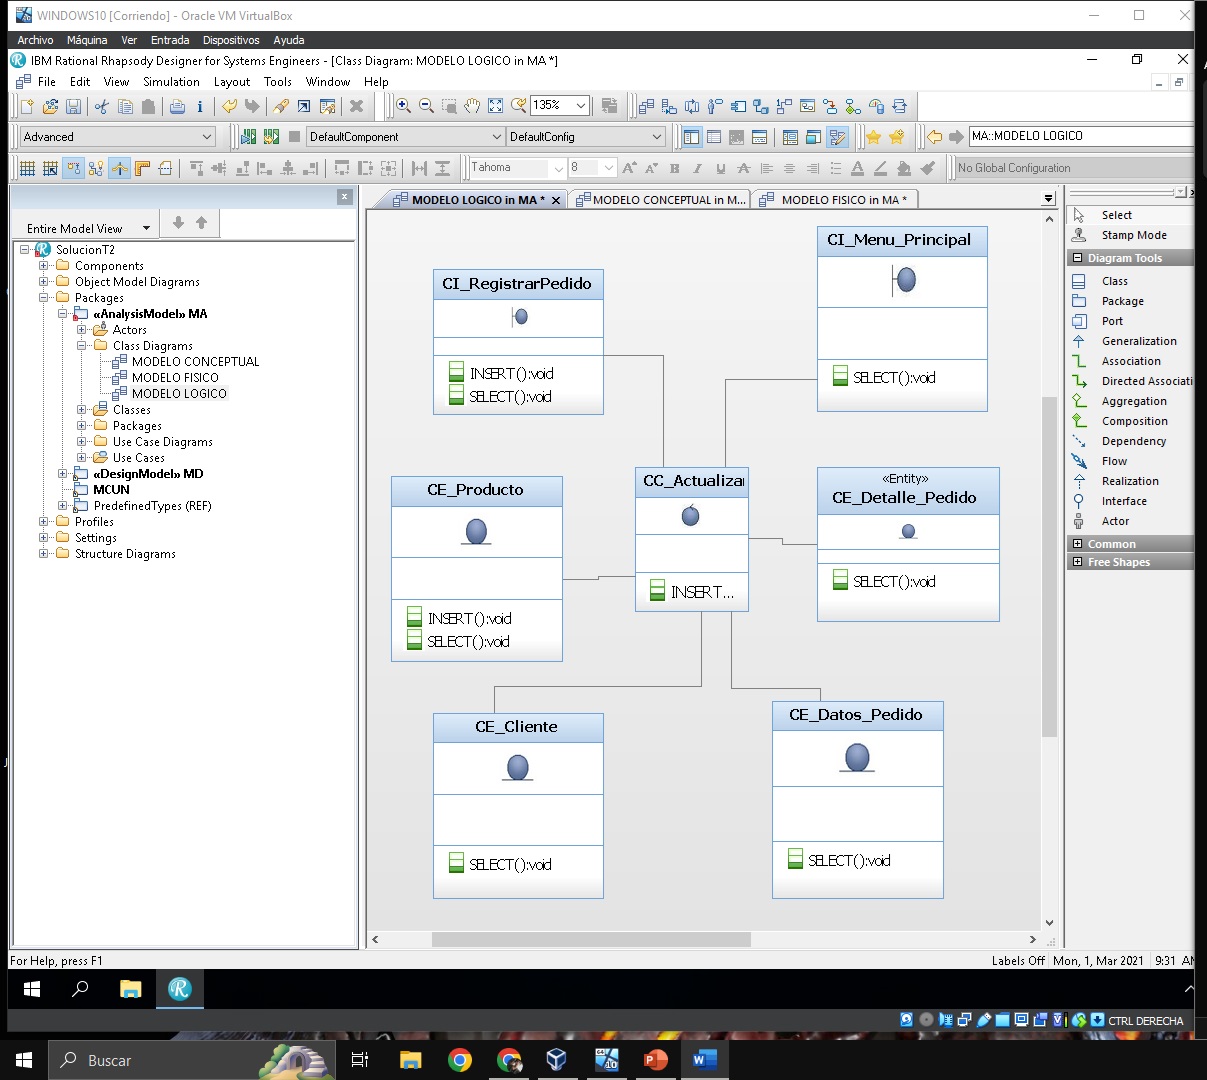 WINDOWS10 [Corriendo] - Oracle VM VirtualBox
Archivo Máquina Ver Entrada Dispositivos Ayuda
IBM Rational Rhapsody Designer for Systems Engineers - [Class Diagram: MODELO LOGICO in MA *]
File Edit View Simulation Layout Tools Window Help
135%
Advanced DefaultComponent DefaultConfig MA::MODELO LOGICO
Tahoma 8 No Global Configuration
MODELO LOGICO in MA * MODELO CONCEPTUAL in M... MODELO FISICO in MA *
Entire Model View
SolucionT2
Components
Object Model Diagrams
Packages
«AnalysisModel» MA
Actors
Class Diagrams
MODELO CONCEPTUAL
MODELO FISICO
MODELO LOGICO
Classes
Packages
Use Case Diagrams
Use Cases
«DesignModel» MD
MCUN
PredefinedTypes (REF)
Profiles
Settings
Structure Diagrams
CI_RegistrarPedido
INSERT():void
SELECT():void
CI_Menu_Principal
SELECT():void
CE_Producto
INSERT():void
SELECT():void
CC_Actualizar
INSERT...
«Entity»
CE_Detalle_Pedido
SELECT():void
CE_Cliente
SELECT():void
CE_Datos_Pedido
SELECT():void
Select
Stamp Mode
Diagram Tools
Class
Package
Port
Generalization
Association
Directed Associati
Aggregation
Composition
Dependency
Flow
Realization
Interface
Actor
Common
Free Shapes
For Help, press F1
Labels Off Mon, 1, Mar 2021 9:31 AM
CTRL DERECHA
Buscar